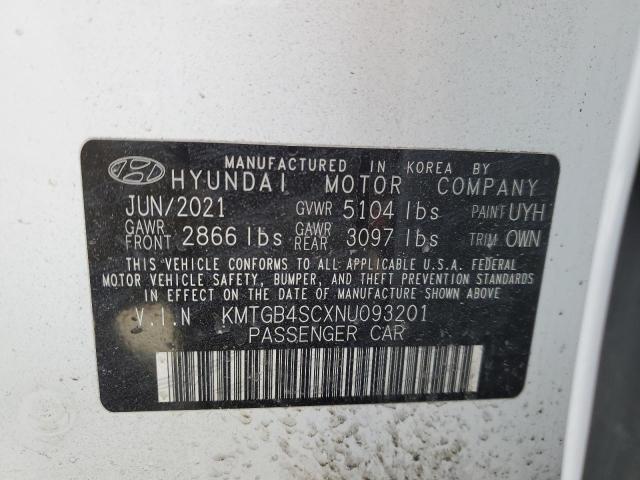 MANUFACTURED IN KOREA BY
HYUNDAI MOTOR COMPANY
JUN/2021 GVWR 5104 lbs PAINT UYH
GAWR FRONT 2866 lbs GAWR REAR 3097 lbs TRIM OWN
THIS VEHICLE CONFORMS TO ALL APPLICABLE U.S.A. FEDERAL
MOTOR VEHICLE SAFETY, BUMPER, AND THEFT PREVENTION STANDARDS
IN EFFECT ON THE DATE OF MANUFACTURE SHOWN ABOVE.
V.I.N KMTGB4SCXNU093201
PASSENGER CAR